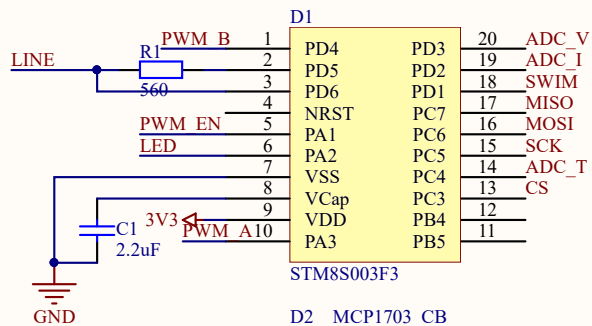 D1
PWM_B 1 PD4 PD3 20 ADC_V
LINE R1 2 PD5 PD2 19 ADC_I
560 3 PD6 PD1 18 SWIM
4 NRST PC7 17 MISO
PWM_EN 5 PA1 PC6 16 MOSI
LED 6 PA2 PC5 15 SCK
7 VSS PC4 14 ADC_T
8 VCap PC3 13 CS
3V3 9 VDD PB4 12
PWM_A 10 PA3 PB5 11
C1
2.2uF
STM8S003F3
GND
D2 MCP1703_CB